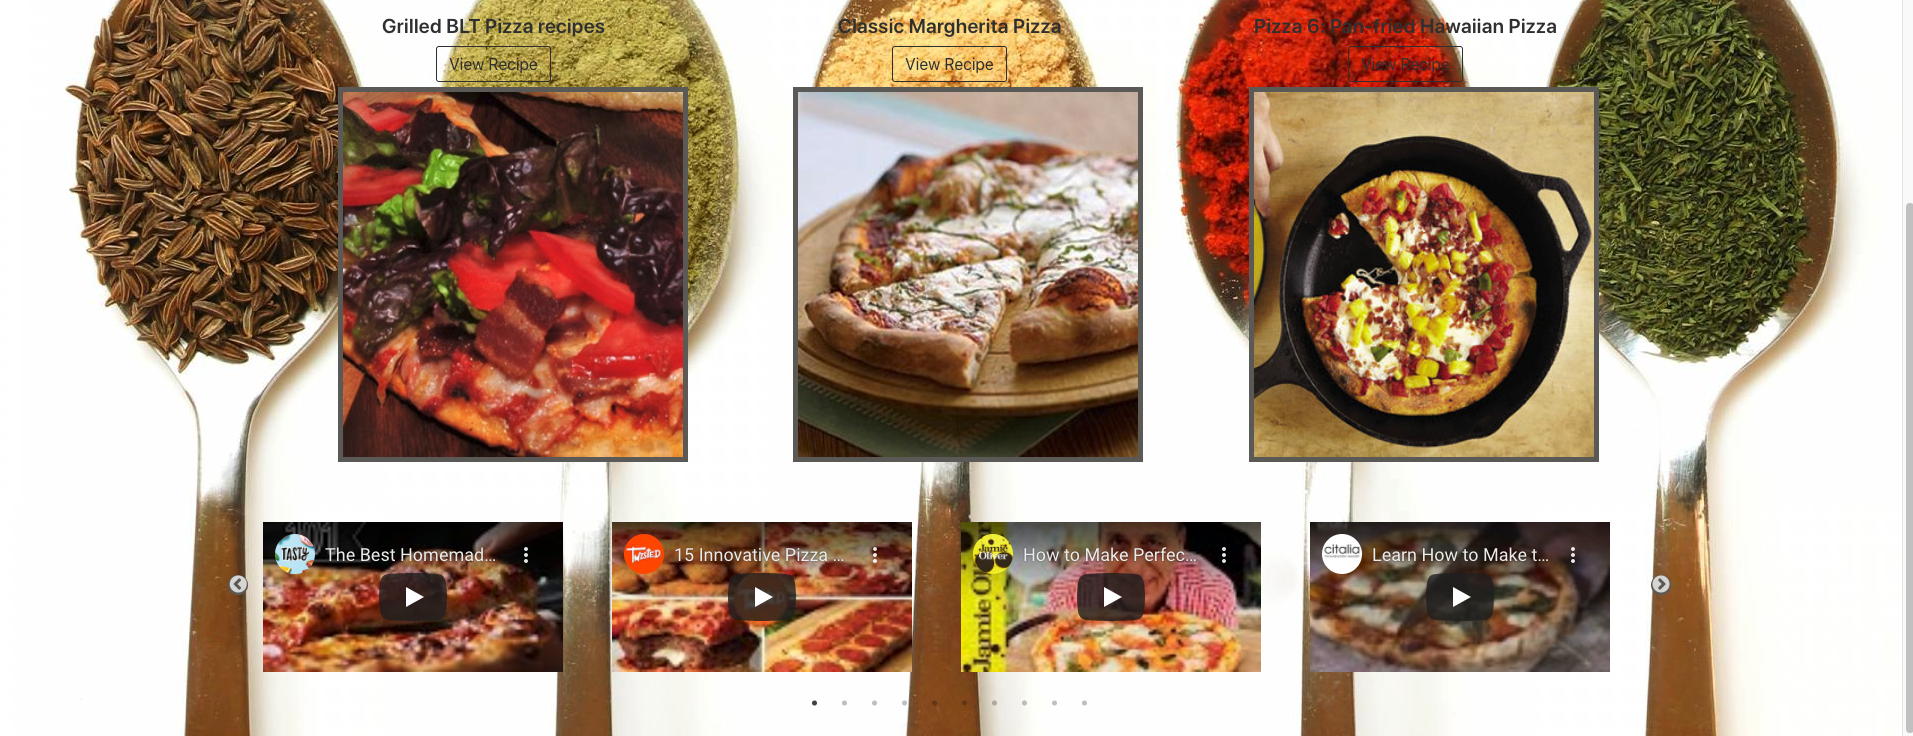 Grilled BLT Pizza recipes
Classic Margherita Pizza
Pizza 6: Pan-fried Hawaiian Pizza
View Recipe
View Recipe
View Recipe
TASTY
The Best Homemad...
TWISTED
15 Innovative Pizza ...
Jamie Oliver
How to Make Perfec...
citalia
Learn How to Make t...
Jamie O